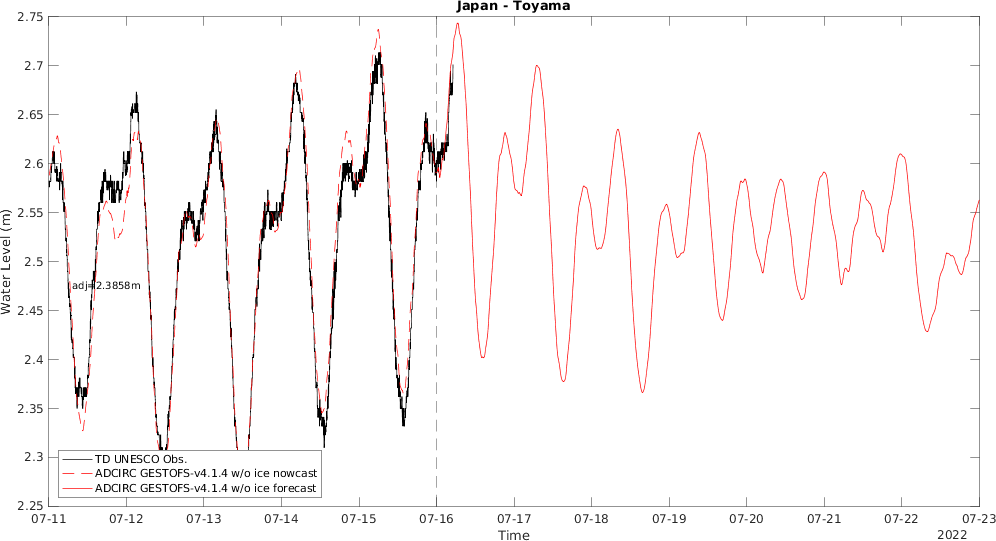 Japan - Toyama
2.75
2.7
2.65
2.6
2.55
2.5
2.45
2.4
2.35
2.3
2.25
Water Level (m)
adj=2.3858m
TD UNESCO Obs.
ADCIRC GESTOFS-v4.1.4 w/o ice nowcast
ADCIRC GESTOFS-v4.1.4 w/o ice forecast
07-11 07-12 07-13 07-14 07-15 07-16 07-17 07-18 07-19 07-20 07-21 07-22 07-23
Time
2022